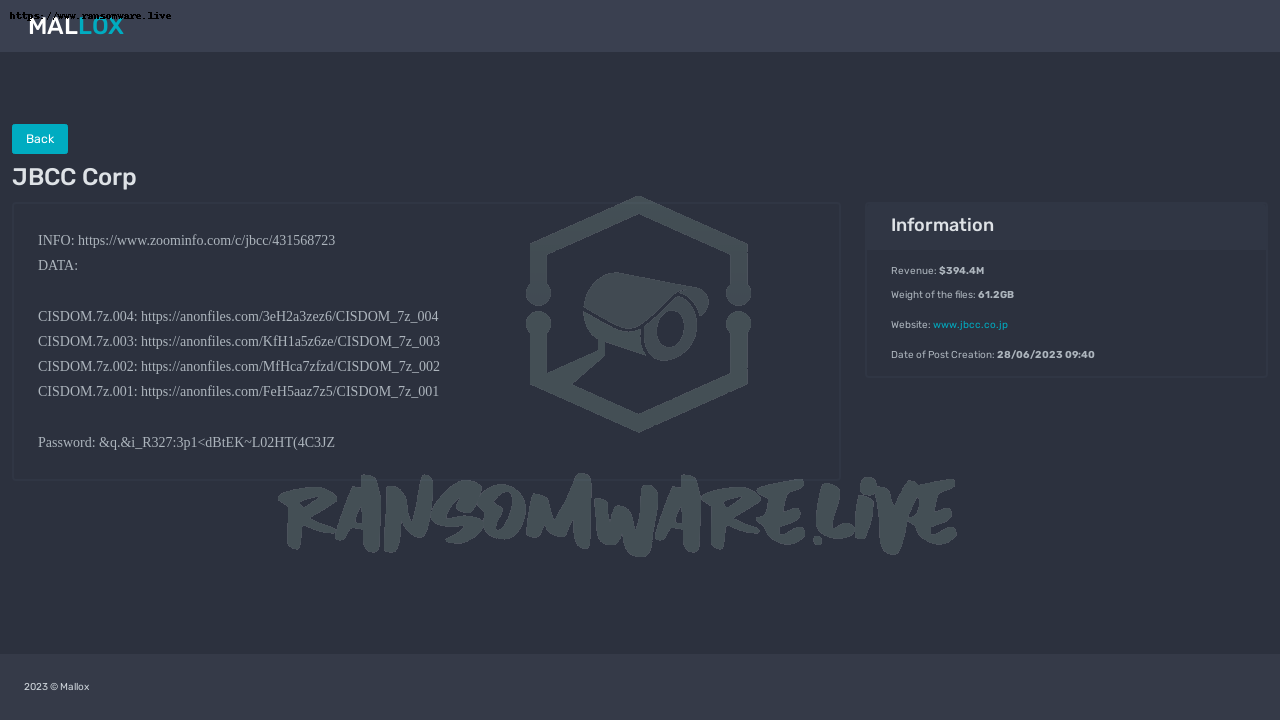 https://www.ransomware.live
MALLOX
Back
JBCC Corp
INFO: https://www.zoominfo.com/c/jbcc/431568723
DATA:
CISDOM.7z.004: https://anonfiles.com/3eH2a3zez6/CISDOM_7z_004
CISDOM.7z.003: https://anonfiles.com/KfH1a5z6ze/CISDOM_7z_003
CISDOM.7z.002: https://anonfiles.com/MfHca7zfzd/CISDOM_7z_002
CISDOM.7z.001: https://anonfiles.com/FeH5aaz7z5/CISDOM_7z_001
Password: &q.&i_R327:3p1<dBtEK~L02HT(4C3JZ
Information
Revenue: $394.4M
Weight of the files: 61.2GB
Website: www.jbcc.co.jp
Date of Post Creation: 28/06/2023 09:40
RANSOMWARE.LIVE
2023 © Mallox